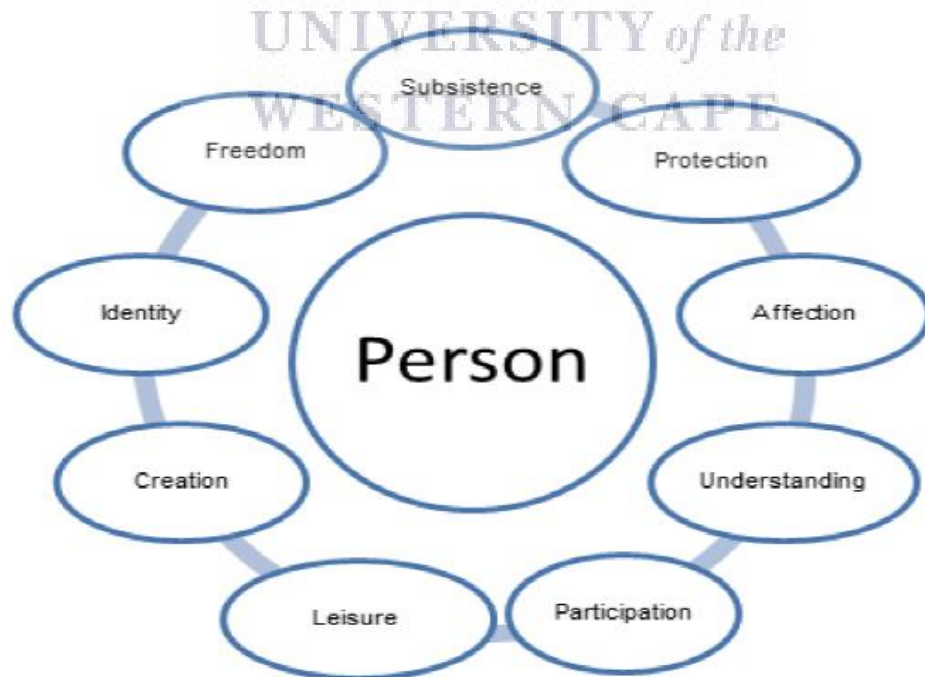 UNIVERSITY of the
Subsistence
WESTERN CAPE
Freedom
Protection
Identity
Affection
Person
Creation
Understanding
Leisure
Participation